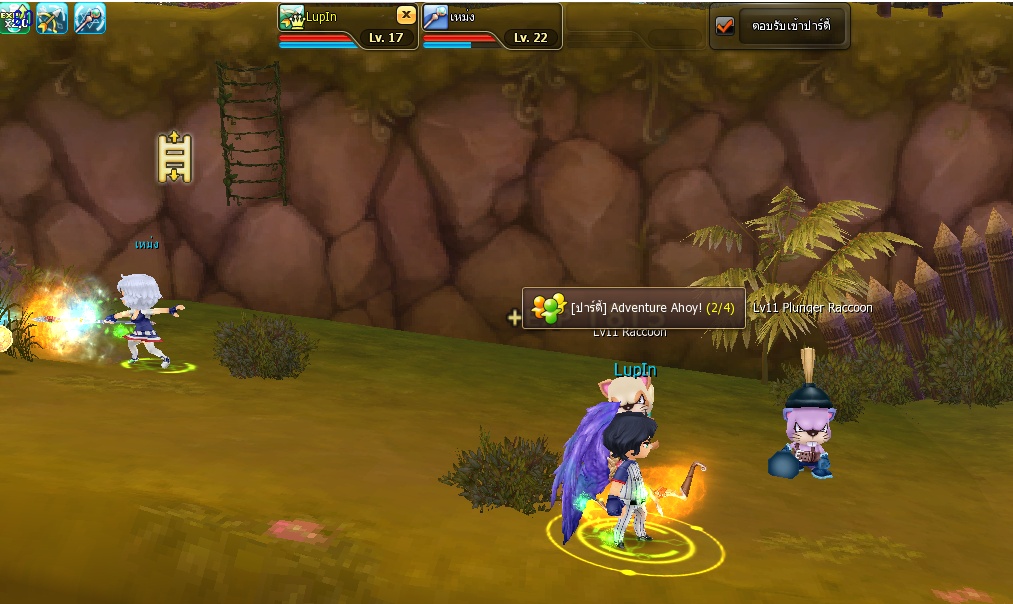 EXP
x20
LupIn
Lv. 17
เหม่ง
Lv. 22
ตอบรับเข้าปาร์ตี้
เหม่ง
[ปาร์ตี้] Adventure Ahoy! (2/4)
Lv11 Plunger Raccoon
Lv11 Raccoon
LupIn